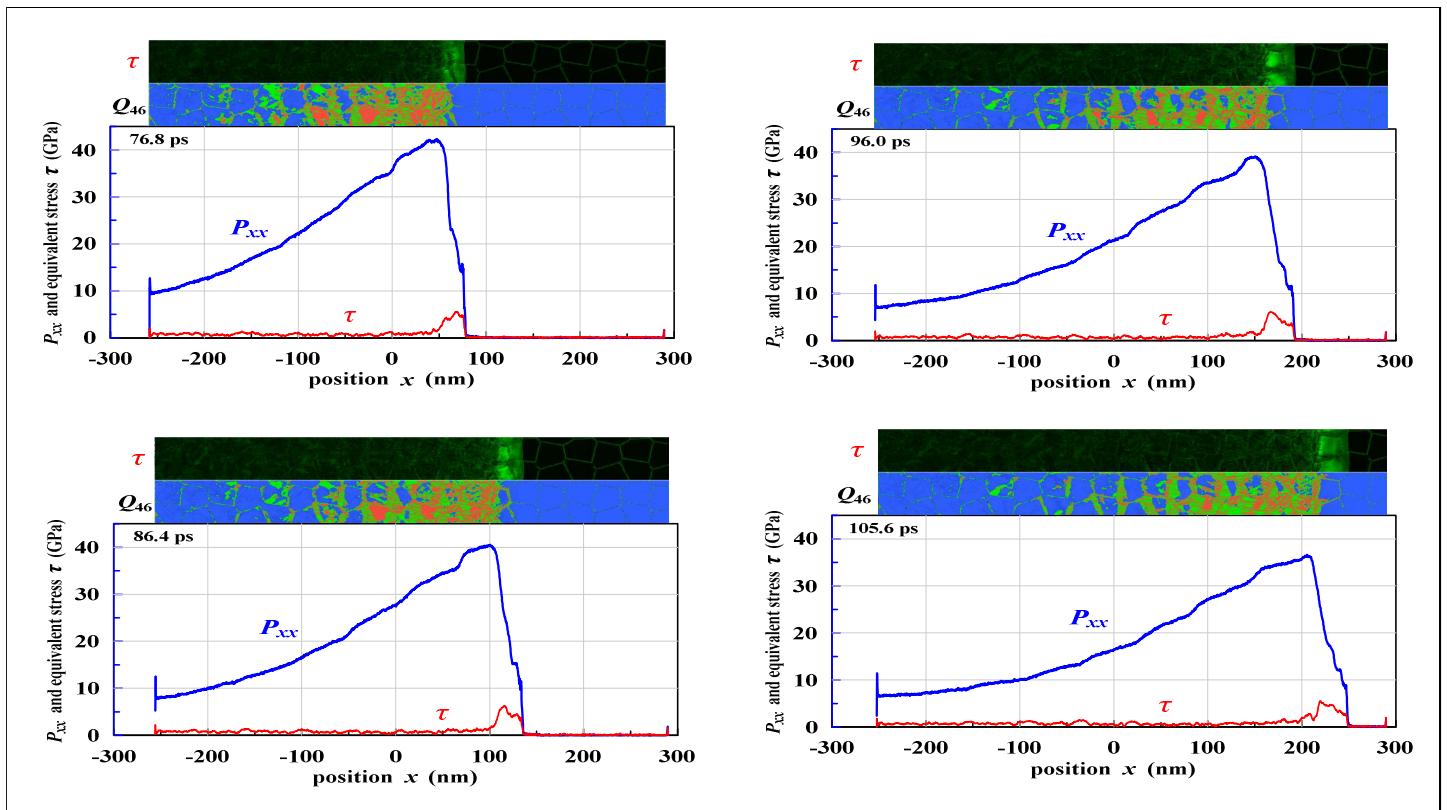 τ
Q46
P_xx and equivalent stress τ (GPa)
40
30
20
10
0
76.8 ps
Pxx
τ
-300 -200 -100 0 100 200 300
position x (nm)
τ
Q46
P_xx and equivalent stress τ (GPa)
40
30
20
10
0
96.0 ps
Pxx
τ
-300 -200 -100 0 100 200 300
position x (nm)
τ
Q46
P_xx and equivalent stress τ (GPa)
40
30
20
10
0
86.4 ps
Pxx
τ
-300 -200 -100 0 100 200 300
position x (nm)
τ
Q46
P_xx and equivalent stress τ (GPa)
40
30
20
10
0
105.6 ps
Pxx
τ
-300 -200 -100 0 100 200 300
position x (nm)